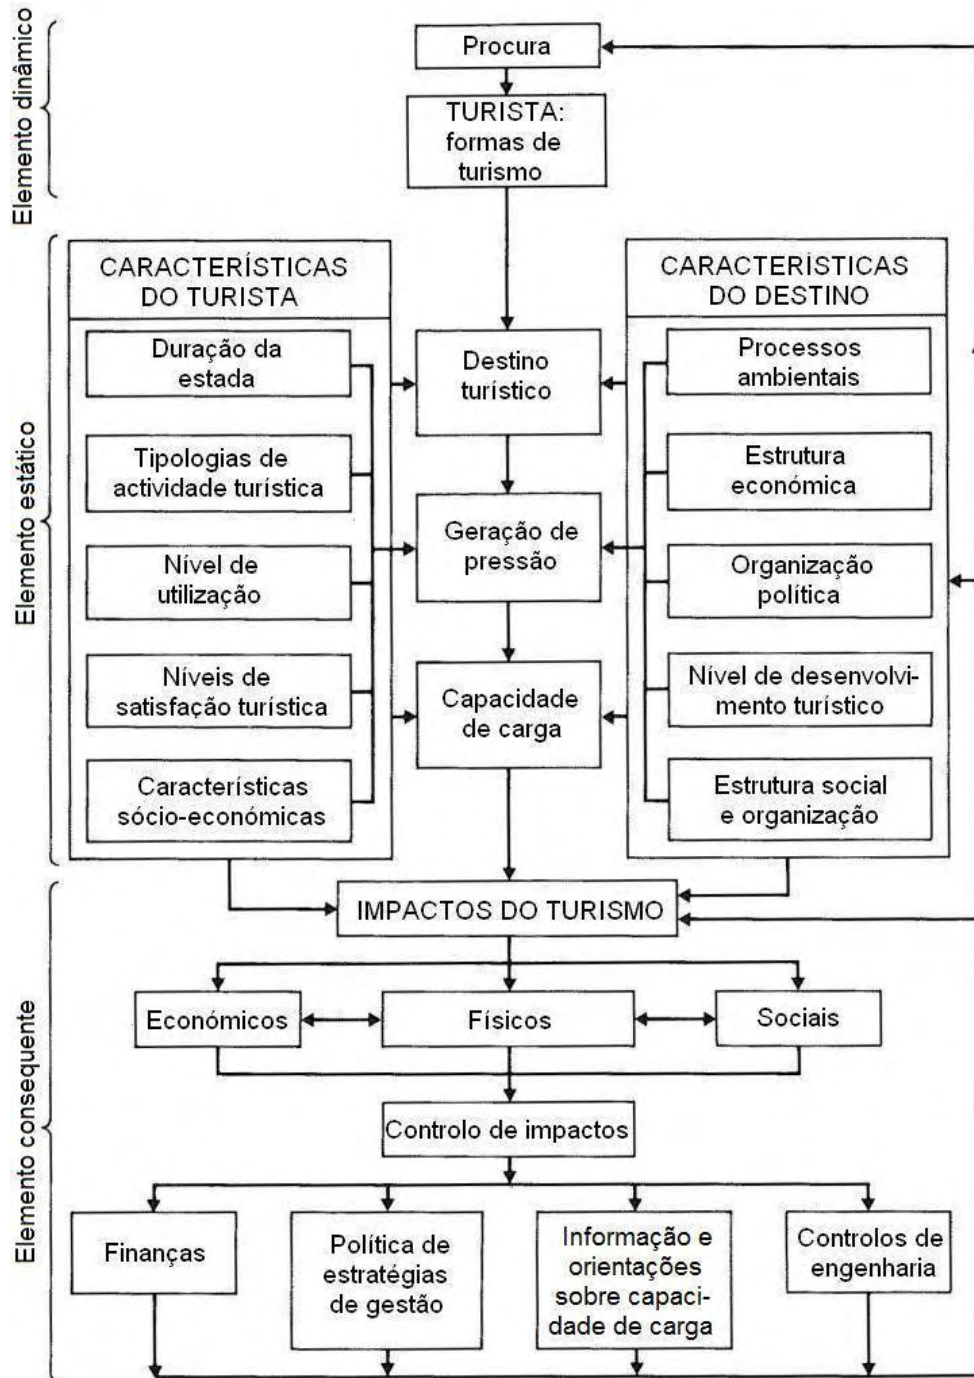 Elemento dinâmico
Procura
TURISTA:
formas de
turismo
Elemento estático
CARACTERÍSTICAS
DO TURISTA
Duração da
estada
Tipologias de
actividade turística
Nível de
utilização
Níveis de
satisfação turística
Características
sócio-económicas
Destino
turístico
Geração de
pressão
Capacidade
de carga
CARACTERÍSTICAS
DO DESTINO
Processos
ambientais
Estrutura
económica
Organização
política
Nível de desenvolvi-
mento turístico
Estrutura social
e organização
Elemento consequente
IMPACTOS DO TURISMO
Económicos
Físicos
Sociais
Controlo de impactos
Finanças
Política de
estratégias
de gestão
Informação e
orientações
sobre capaci-
dade de carga
Controlos de
engenharia